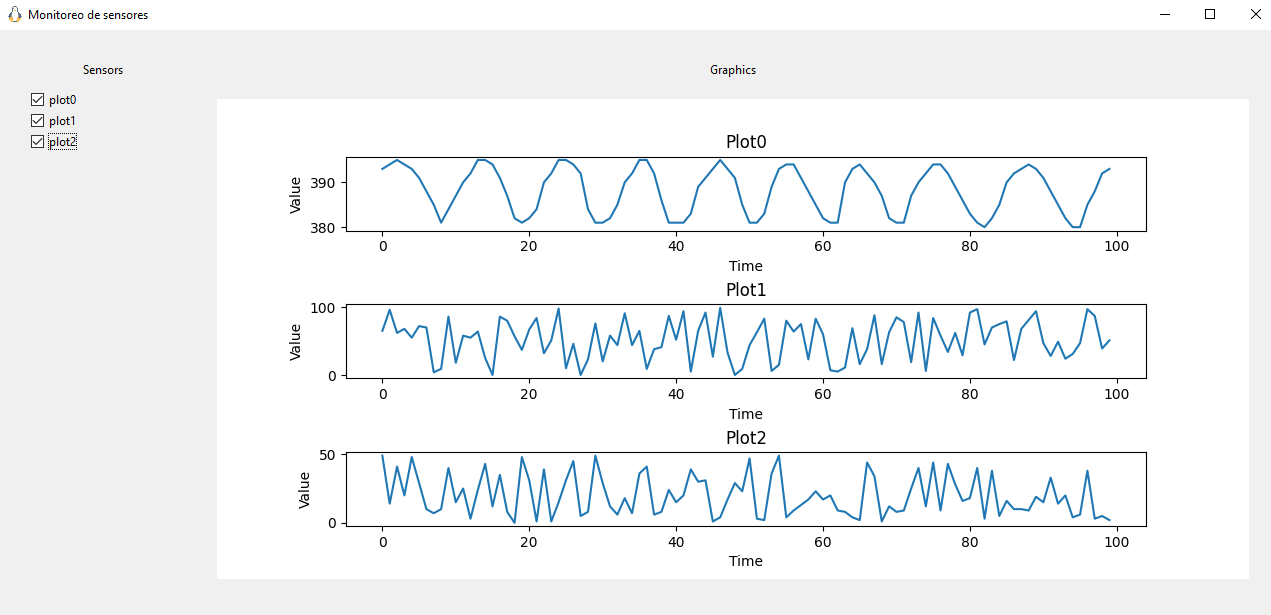 Monitoreo de sensores
Sensors
Graphics
plot0
plot1
plot2
Plot0
Value
390
380
0 20 40 60 80 100
Time
Plot1
Value
100
0
0 20 40 60 80 100
Time
Plot2
Value
50
0
0 20 40 60 80 100
Time